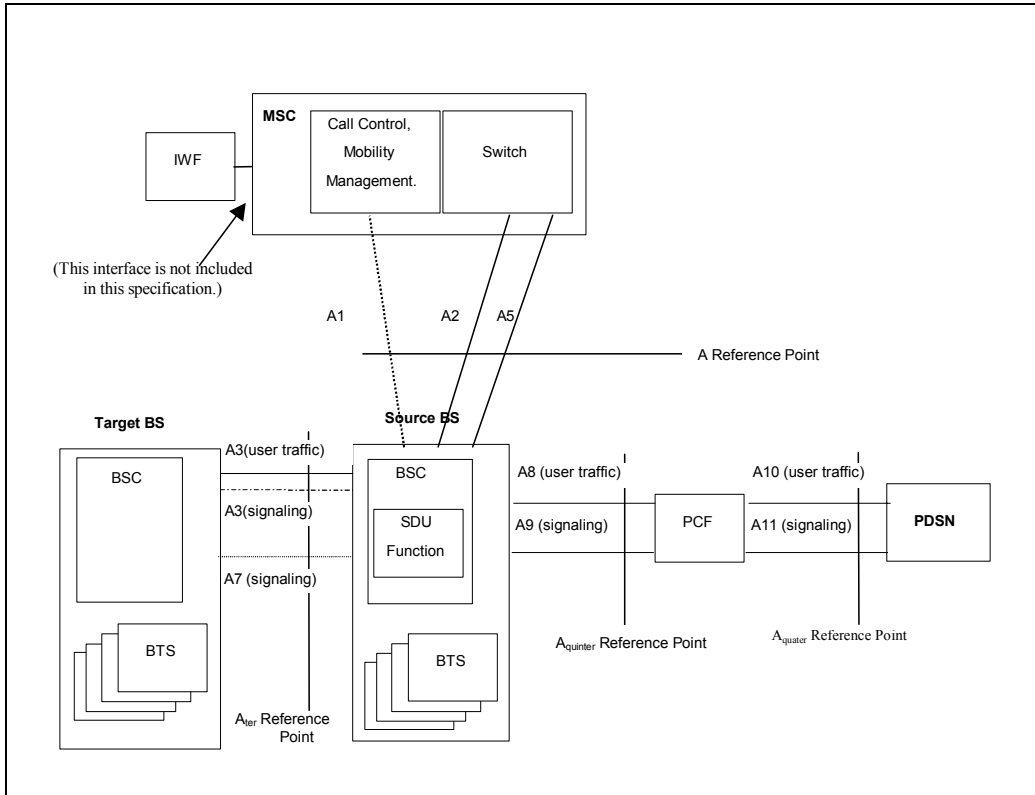 MSC
Call Control,
Mobility
Management.
Switch
IWF
(This interface is not included
in this specification.)
A1
A2
A5
A Reference Point
Target BS
Source BS
BSC
A3(user traffic)
A3(signaling)
A7 (signaling)
BSC
SDU
Function
A8 (user traffic)
A9 (signaling)
PCF
A10 (user traffic)
A11 (signaling)
PDSN
BTS
BTS
Ater Reference
Point
Aquinter Reference Point
Aquater Reference Point